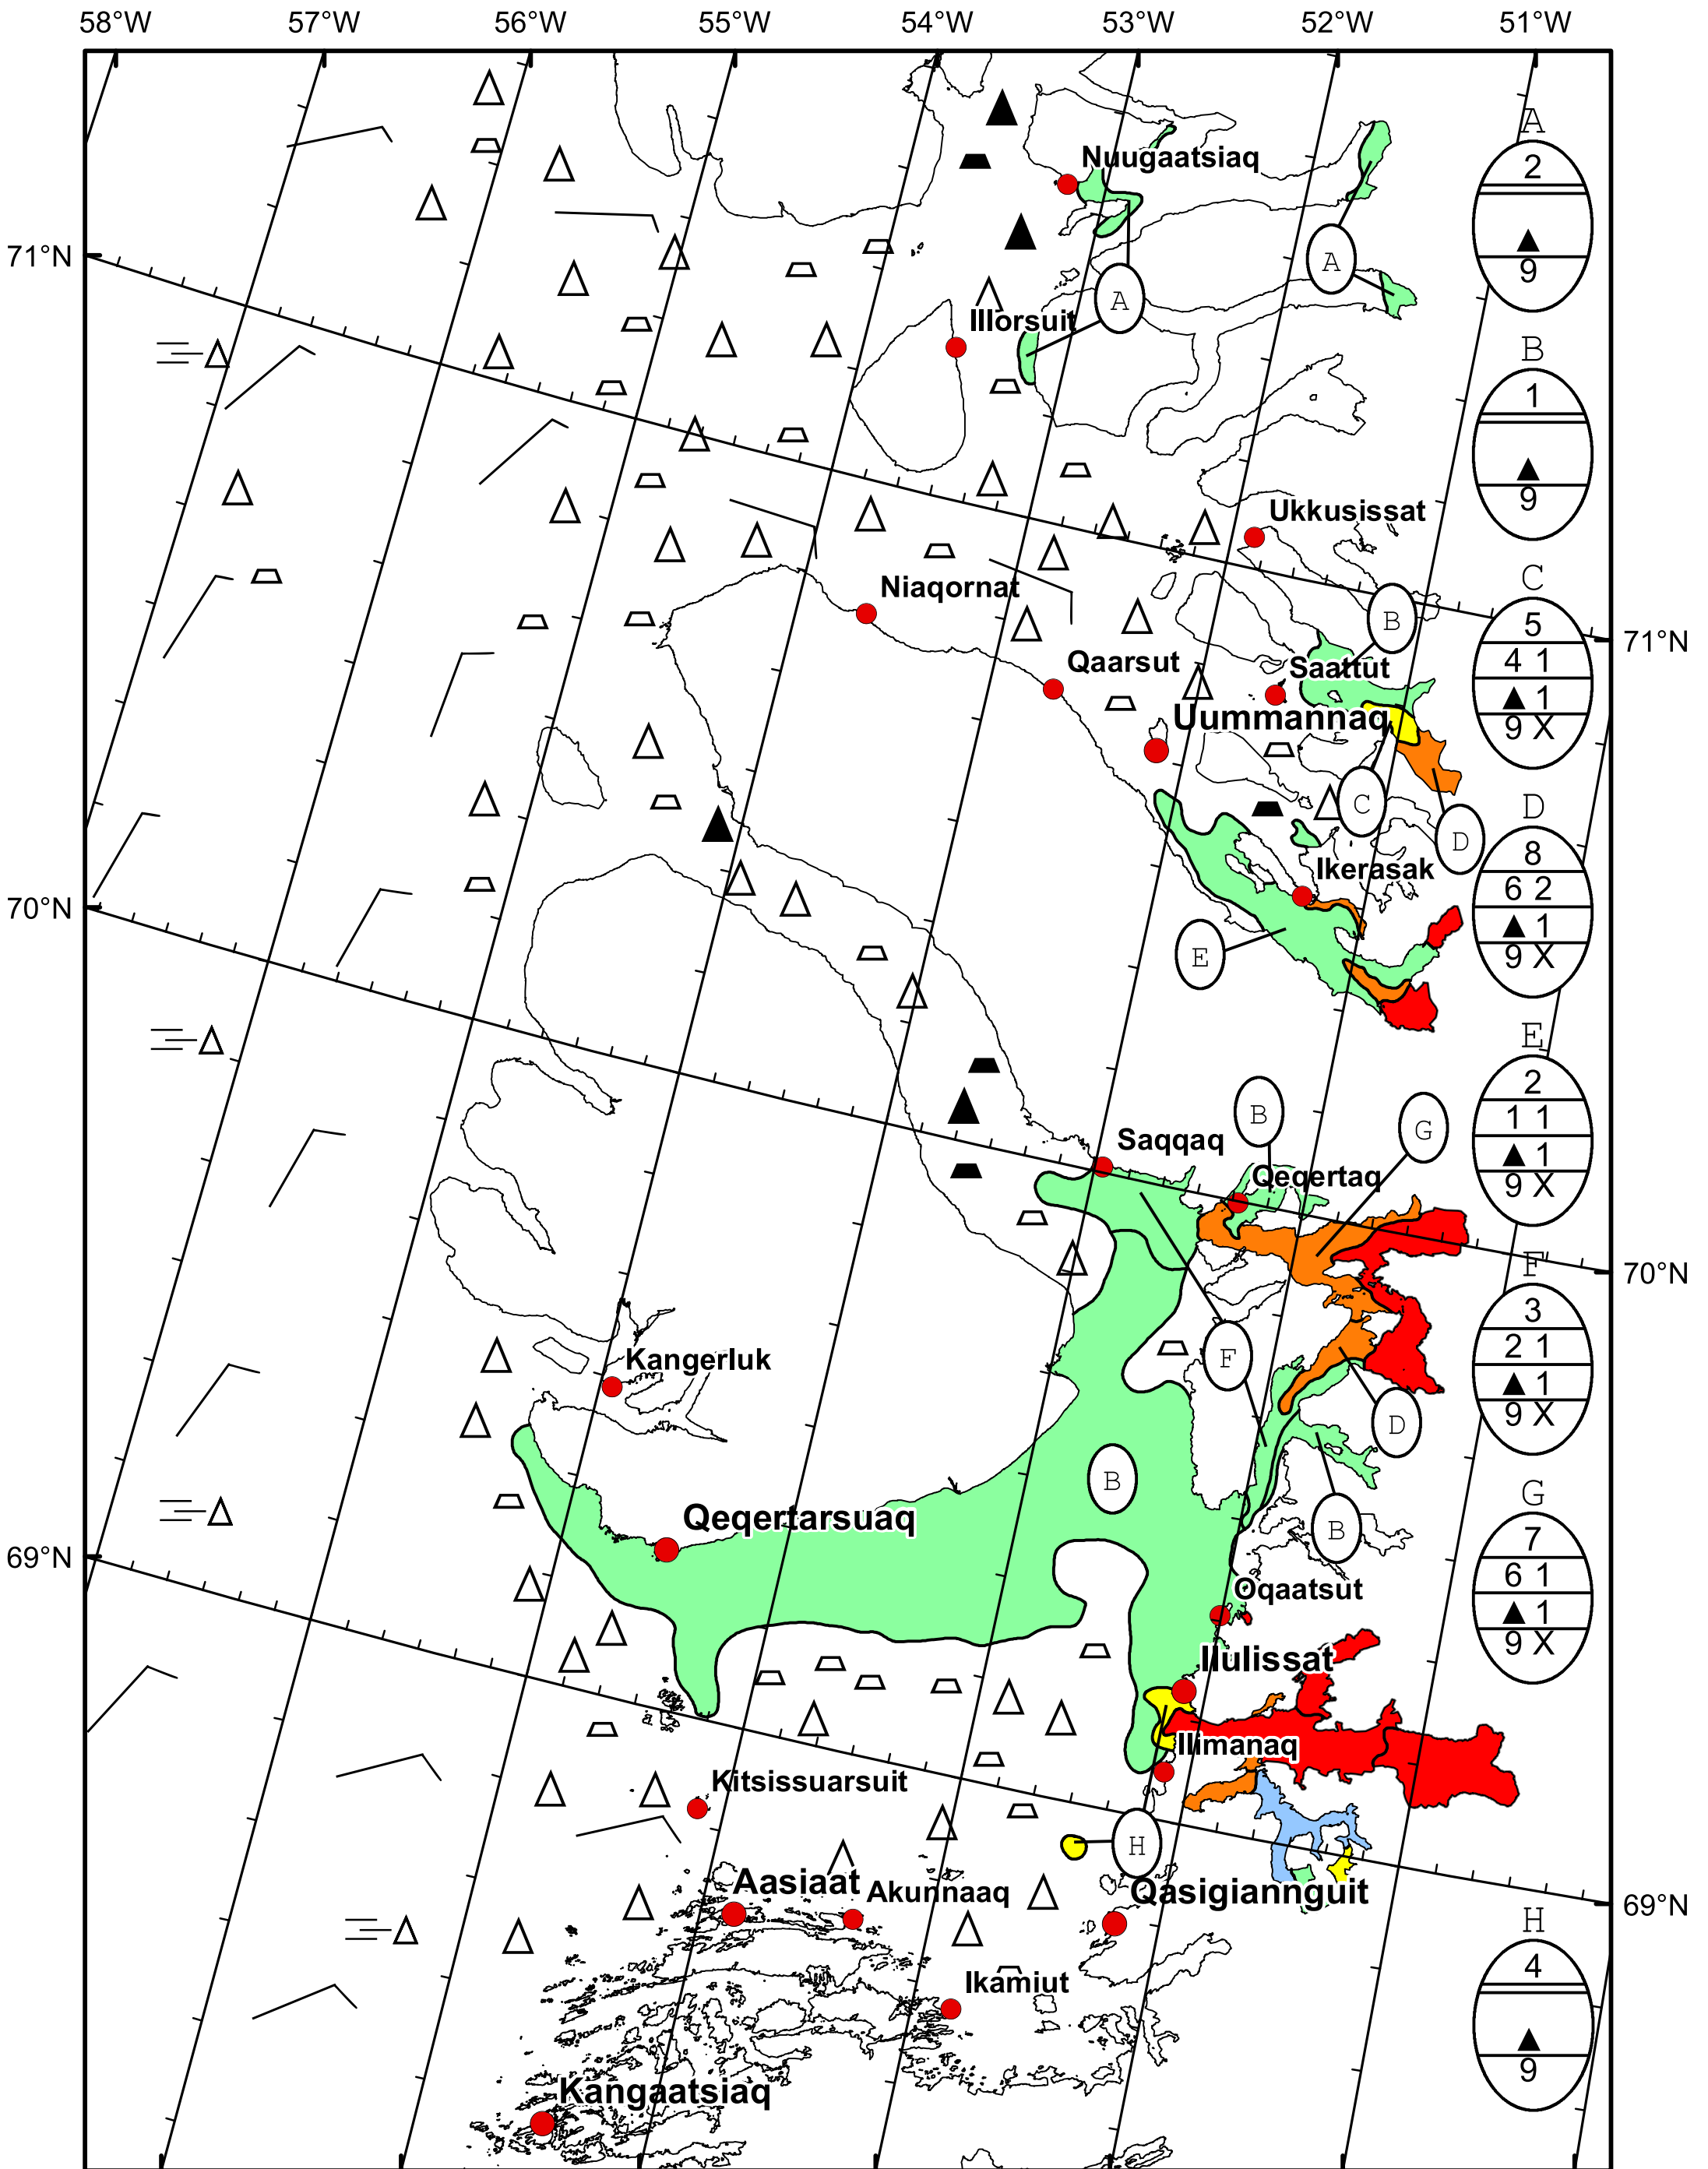 58°W 57°W 56°W 55°W 54°W 53°W 52°W 51°W
A
2
9
Nuugaatsiaq
71°N
A
A
Illorsuit
B
1
9
Ukkusissat
C
5
4 1
1
9 X
Niaqornat
B
71°N
Qaarsut
Saattut
Uummannaq
C
D
D
8
6 2
1
9 X
Ikerasak
70°N
E
E
2
1 1
1
9 X
B
G
Saqqaq
Qeqertaq
70°N
F
3
2 1
1
9 X
F
Kangerluk
D
B
G
7
6 1
1
9 X
Qeqertarsuaq
B
69°N
Oqaatsut
Ilulissat
Ilimanaq
Kitsissuarsuit
H
Aasiaat
Akunnaaq
Qasigiannguit
69°N
H
4
9
Ikamiut
Kangaatsiaq